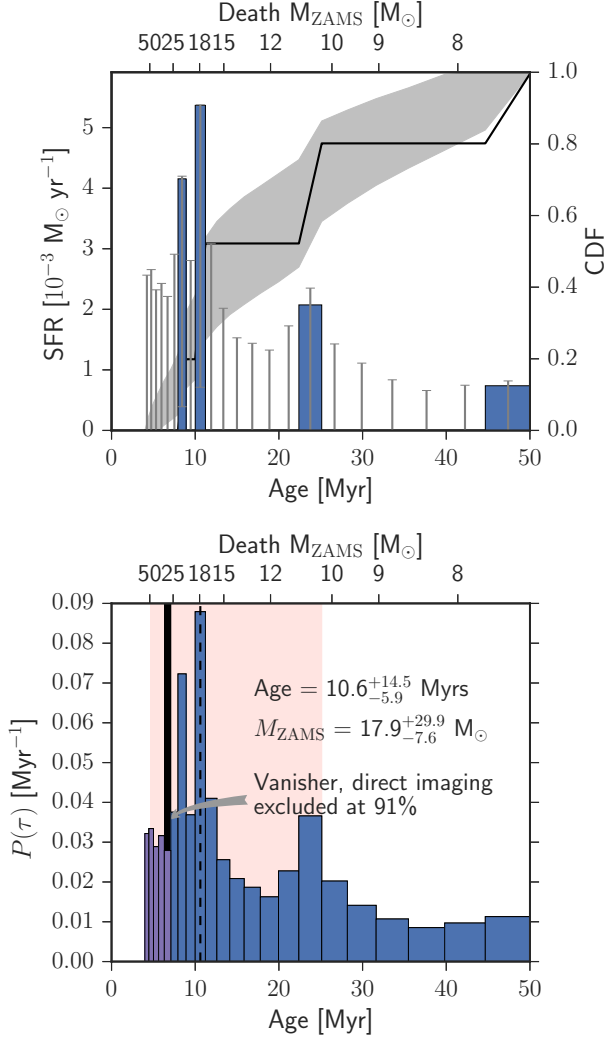 Death M_ZAMS [M_⊙]
50 25 18 15 12 10 9 8
SFR [10^{-3} M_⊙ yr^{-1}]
5
4
3
2
1
0
1.0
0.8
0.6
0.4
0.2
0.0
CDF
0 10 20 30 40 50
Age [Myr]
Death M_ZAMS [M_⊙]
50 25 18 15 12 10 9 8
P(τ) [Myr^{-1}]
0.09
0.08
0.07
0.06
0.05
0.04
0.03
0.02
0.01
0.00
Age = 10.6^{+14.5}_{-5.9} Myrs
M_ZAMS = 17.9^{+29.9}_{-7.6} M_⊙
Vanisher, direct imaging
excluded at 91%
0 10 20 30 40 50
Age [Myr]